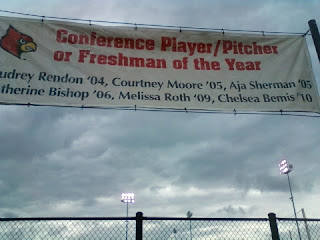 Conference Player/Pitcher
or Freshman of the Year
udrey Rendon '04, Courtney Moore '05, Aja Sherman '05
therine Bishop '06, Melissa Roth '09, Chelsea Bemis '10